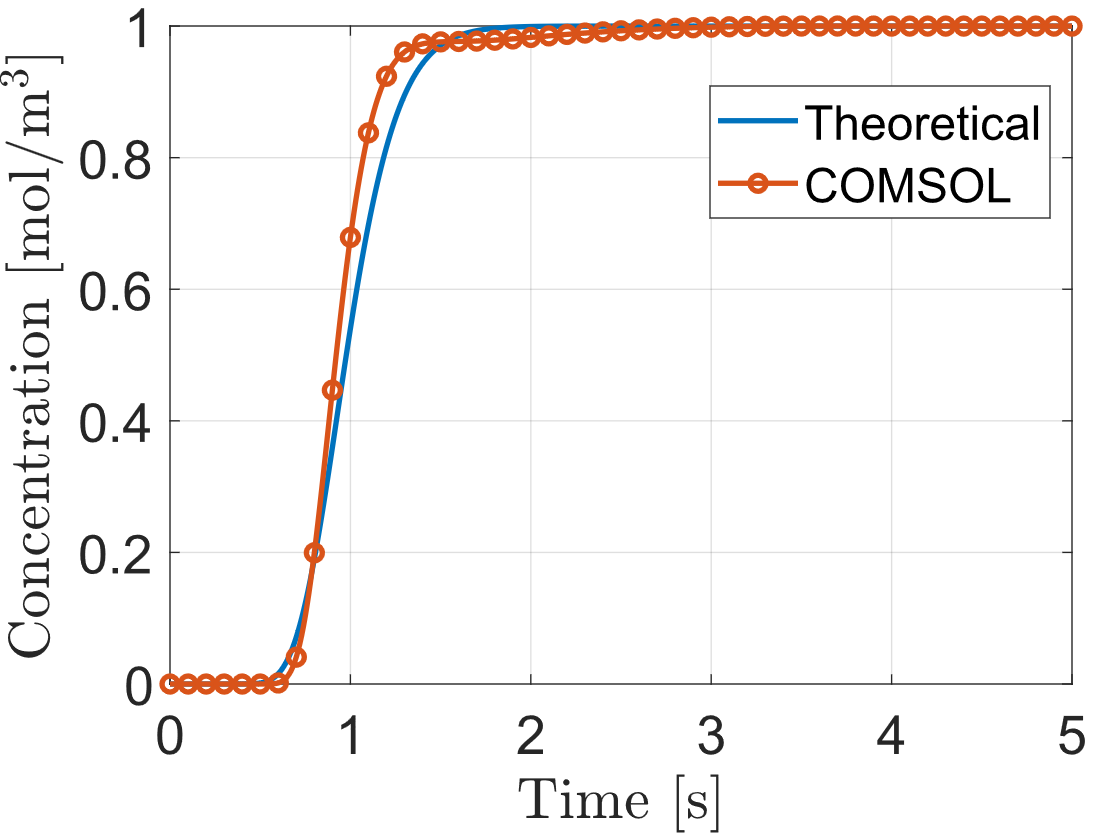 Concentration [mol/m³]
1
0.8
0.6
0.4
0.2
0
0 1 2 3 4 5
Time [s]
Theoretical
COMSOL